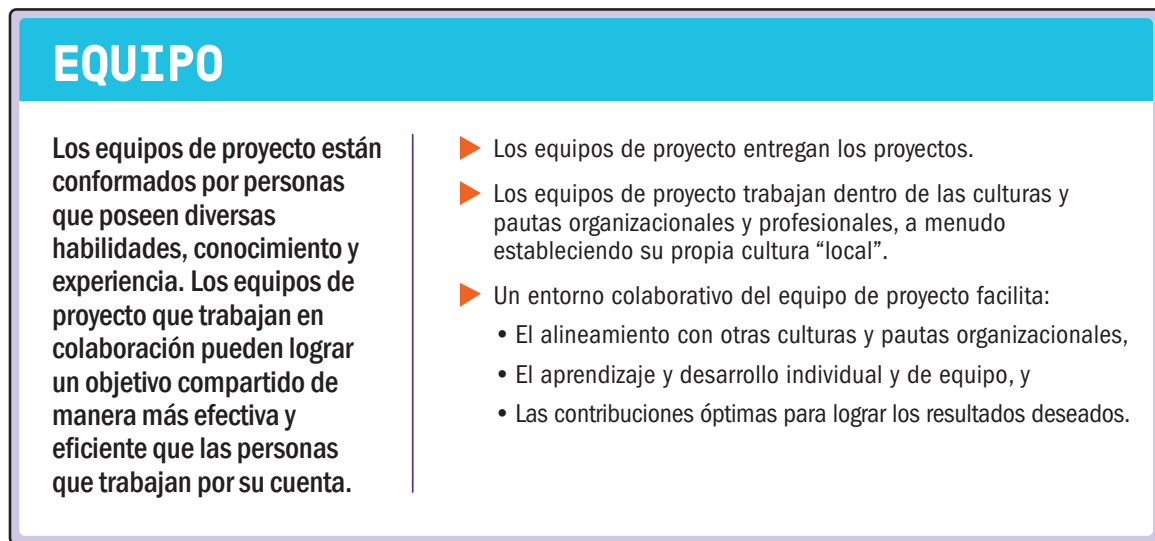 EQUIPO
Los equipos de proyecto están
conformados por personas
que poseen diversas
habilidades, conocimiento y
experiencia. Los equipos de
proyecto que trabajan en
colaboración pueden lograr
un objetivo compartido de
manera más efectiva y
eficiente que las personas
que trabajan por su cuenta.
▶ Los equipos de proyecto entregan los proyectos.
▶ Los equipos de proyecto trabajan dentro de las culturas y
pautas organizacionales y profesionales, a menudo
estableciendo su propia cultura “local”.
▶ Un entorno colaborativo del equipo de proyecto facilita:
• El alineamiento con otras culturas y pautas organizacionales,
• El aprendizaje y desarrollo individual y de equipo, y
• Las contribuciones óptimas para lograr los resultados deseados.